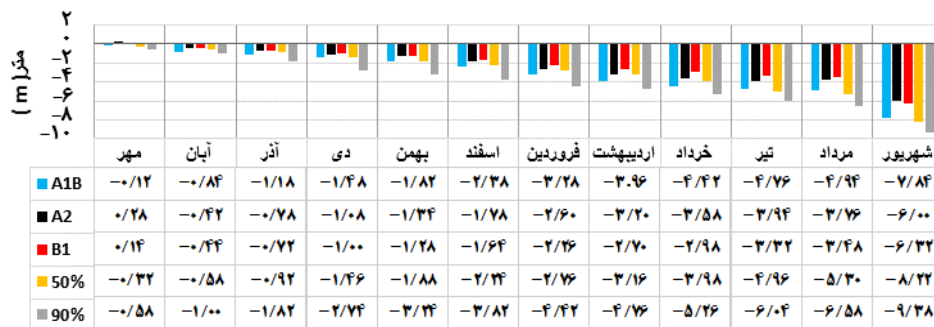 ۲
۰
−۲
−۴
−۶
−۸
−۱۰
متر( m )
مهر آبان آذر دی بهمن اسفند فروردین اردیبهشت خرداد تیر مرداد شهریور
A1B −۰/۱۲ −۰/۸۴ −۱/۱۸ −۱/۴۸ −۱/۸۲ −۲/۳۸ −۳/۲۸ −۳.۹۶ −۴/۴۲ −۴/۷۶ −۴/۹۴ −۷/۸۴
A2 ۰/۲۸ −۰/۴۲ −۰/۷۸ −۱/۰۸ −۱/۳۴ −۱/۷۸ −۲/۶۰ −۳/۲۰ −۳/۵۸ −۳/۹۴ −۳/۷۶ −۶/۰۰
B1 ۰/۱۴ −۰/۴۴ −۰/۷۲ −۱/۰۰ −۱/۲۸ −۱/۶۴ −۲/۲۶ −۲/۷۰ −۲/۹۸ −۳/۳۲ −۳/۴۸ −۶/۳۲
50% −۰/۳۲ −۰/۵۸ −۰/۹۲ −۱/۴۶ −۱/۸۸ −۲/۲۴ −۲/۷۶ −۳/۱۶ −۳/۹۸ −۴/۹۶ −۵/۳۰ −۸/۲۲
90% −۰/۵۸ −۱/۰۰ −۱/۸۲ −۲/۷۴ −۳/۲۴ −۳/۸۲ −۴/۴۲ −۴/۷۶ −۵/۲۶ −۶/۰۴ −۶/۵۸ −۹/۳۸